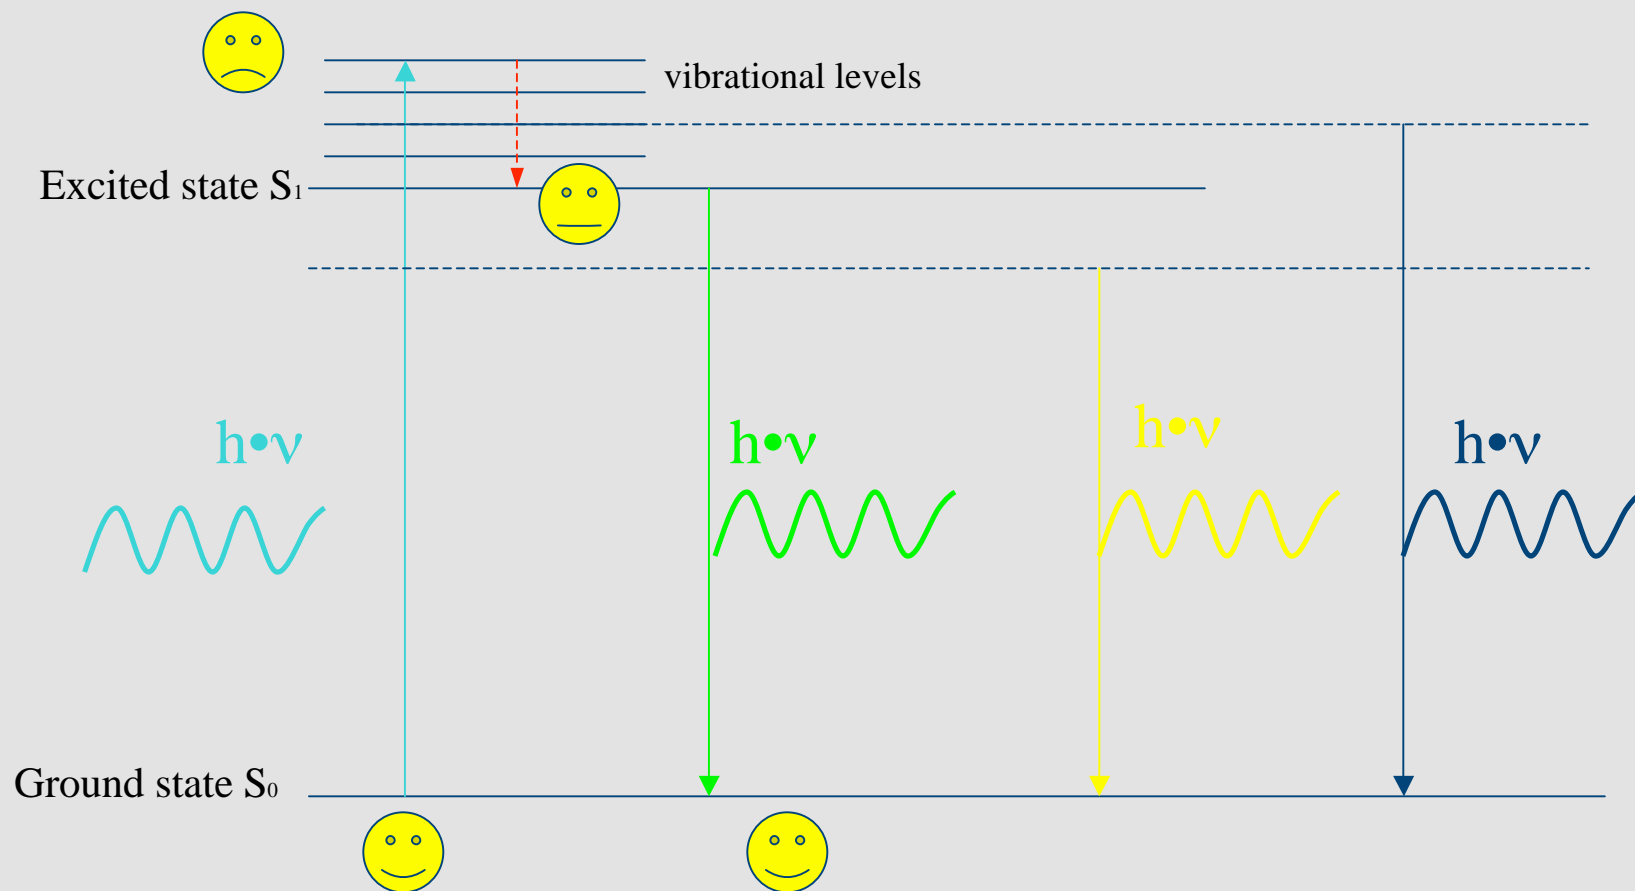 vibrational levels
Excited state S₁
h•ν
h•ν
h•ν
h•ν
Ground state S₀